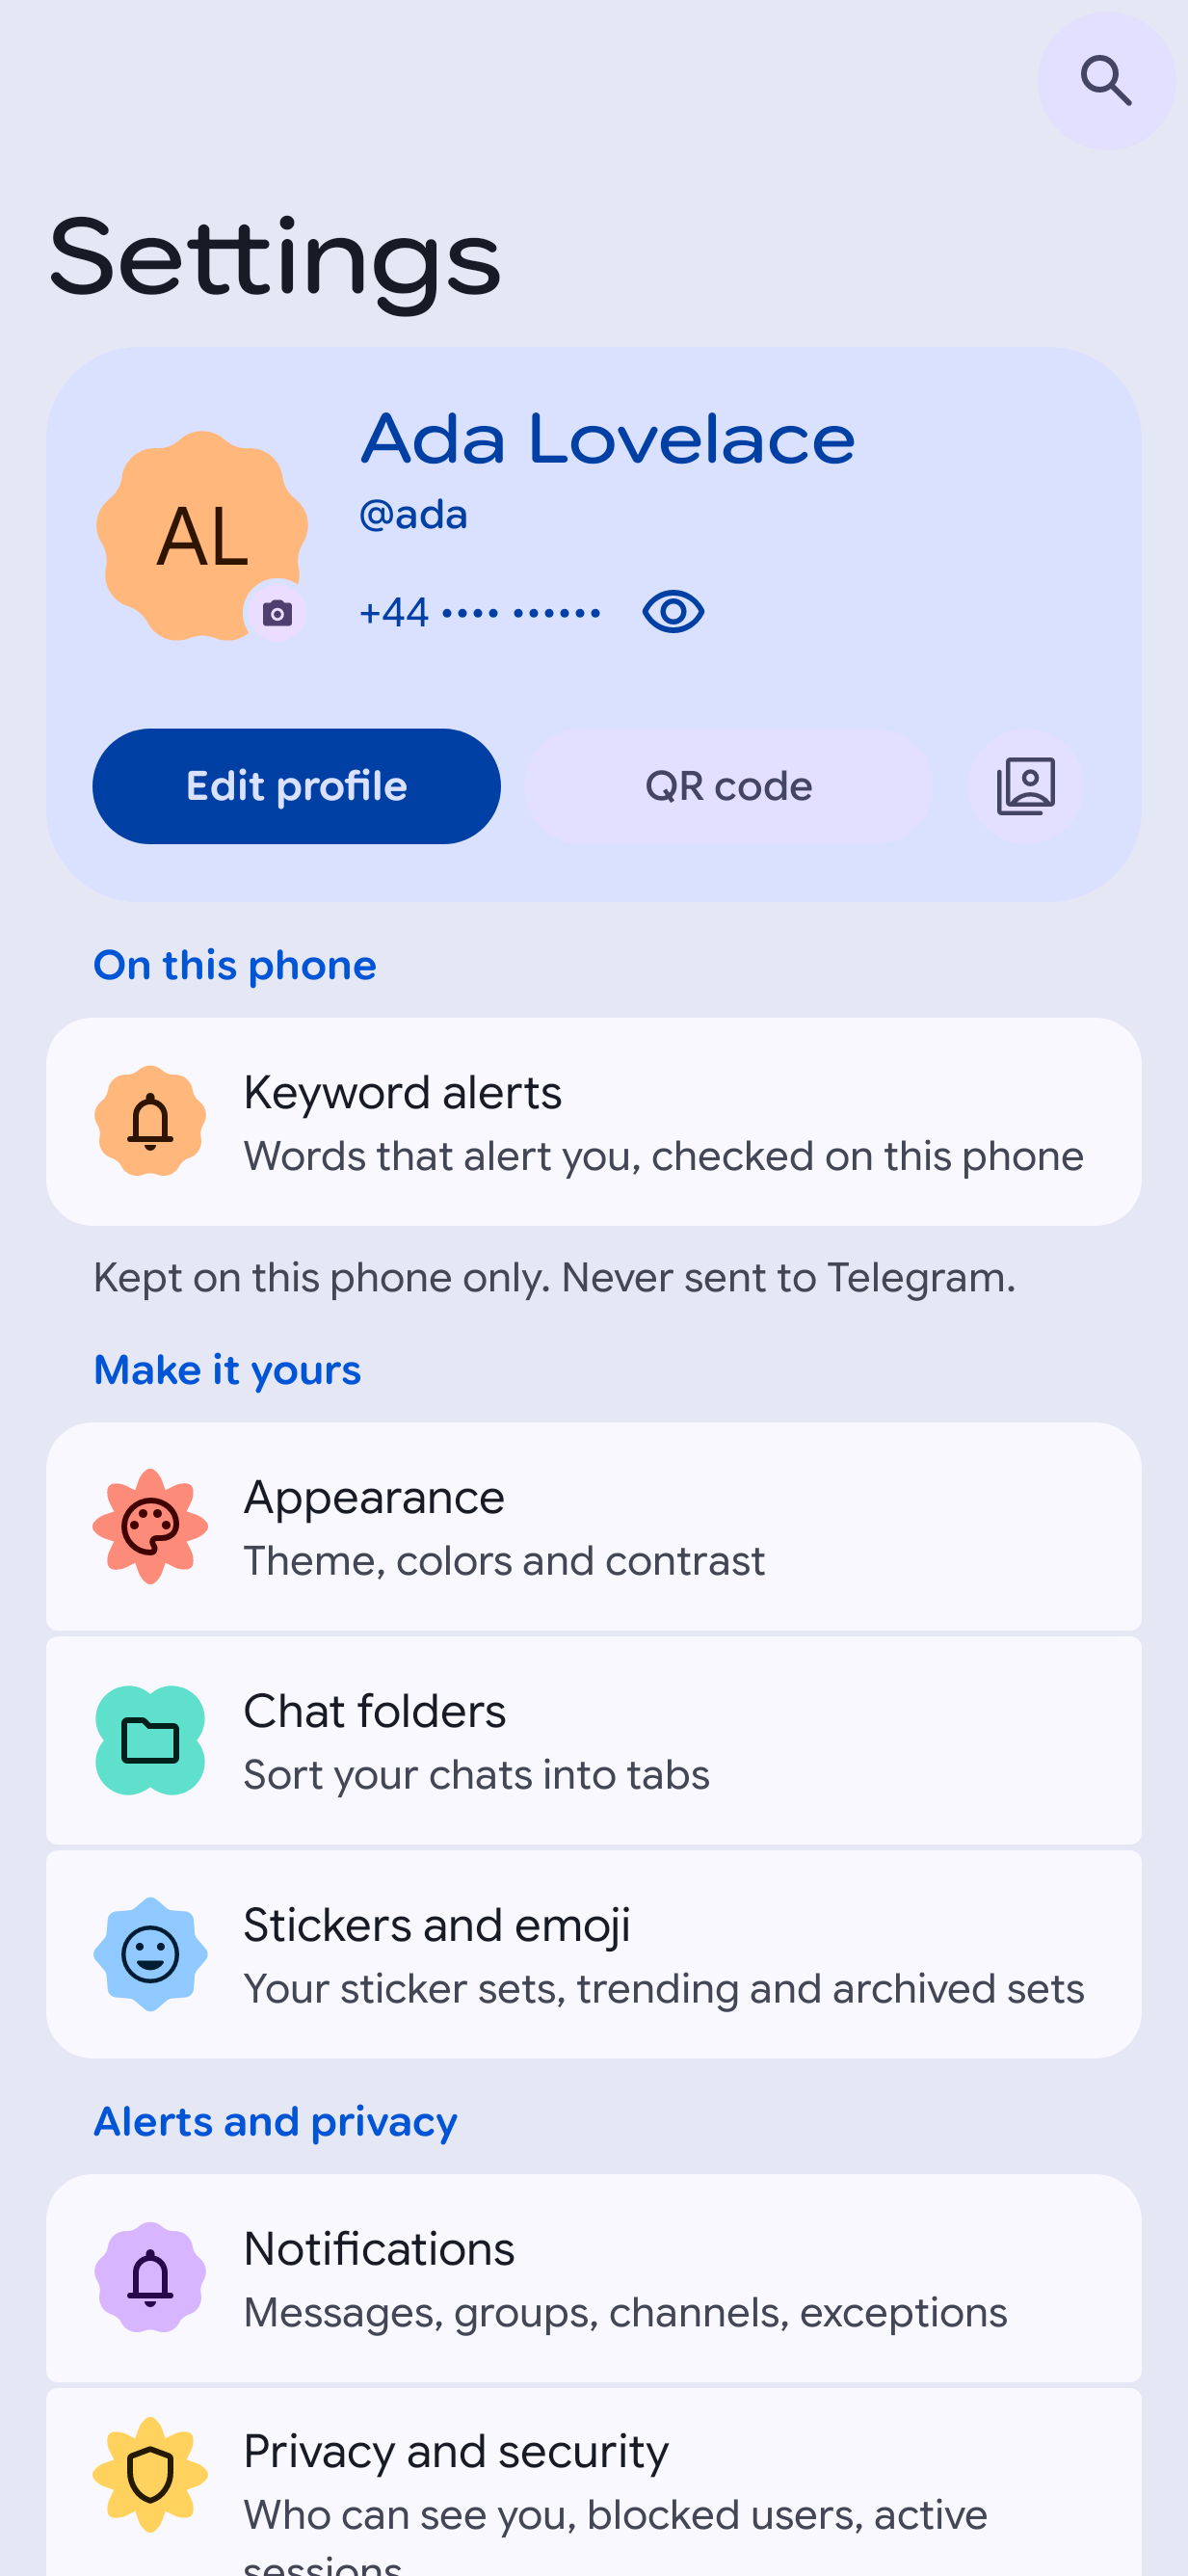 Settings
Ada Lovelace
@ada
AL
+44 •••• ••••••
Edit profile
QR code
On this phone
Keyword alerts
Words that alert you, checked on this phone
Kept on this phone only. Never sent to Telegram.
Make it yours
Appearance
Theme, colors and contrast
Chat folders
Sort your chats into tabs
Stickers and emoji
Your sticker sets, trending and archived sets
Alerts and privacy
Notifications
Messages, groups, channels, exceptions
Privacy and security
Who can see you, blocked users, active
sessions